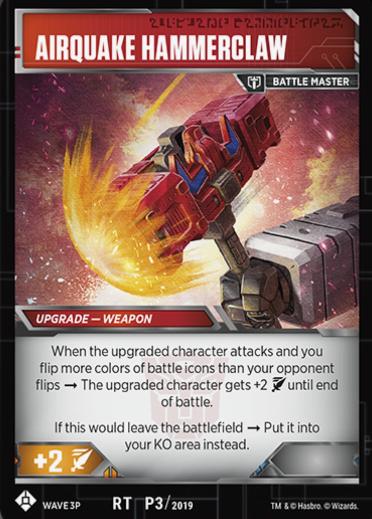 AIRQUAKE HAMMERCLAW
BATTLE MASTER
UPGRADE — WEAPON
When the upgraded character attacks and you
flip more colors of battle icons than your opponent
flips → The upgraded character gets +2 until end
of battle.
If this would leave the battlefield → Put it into
your KO area instead.
+2
WAVE 3P RT P3/2019 TM & © Hasbro. © Wizards.